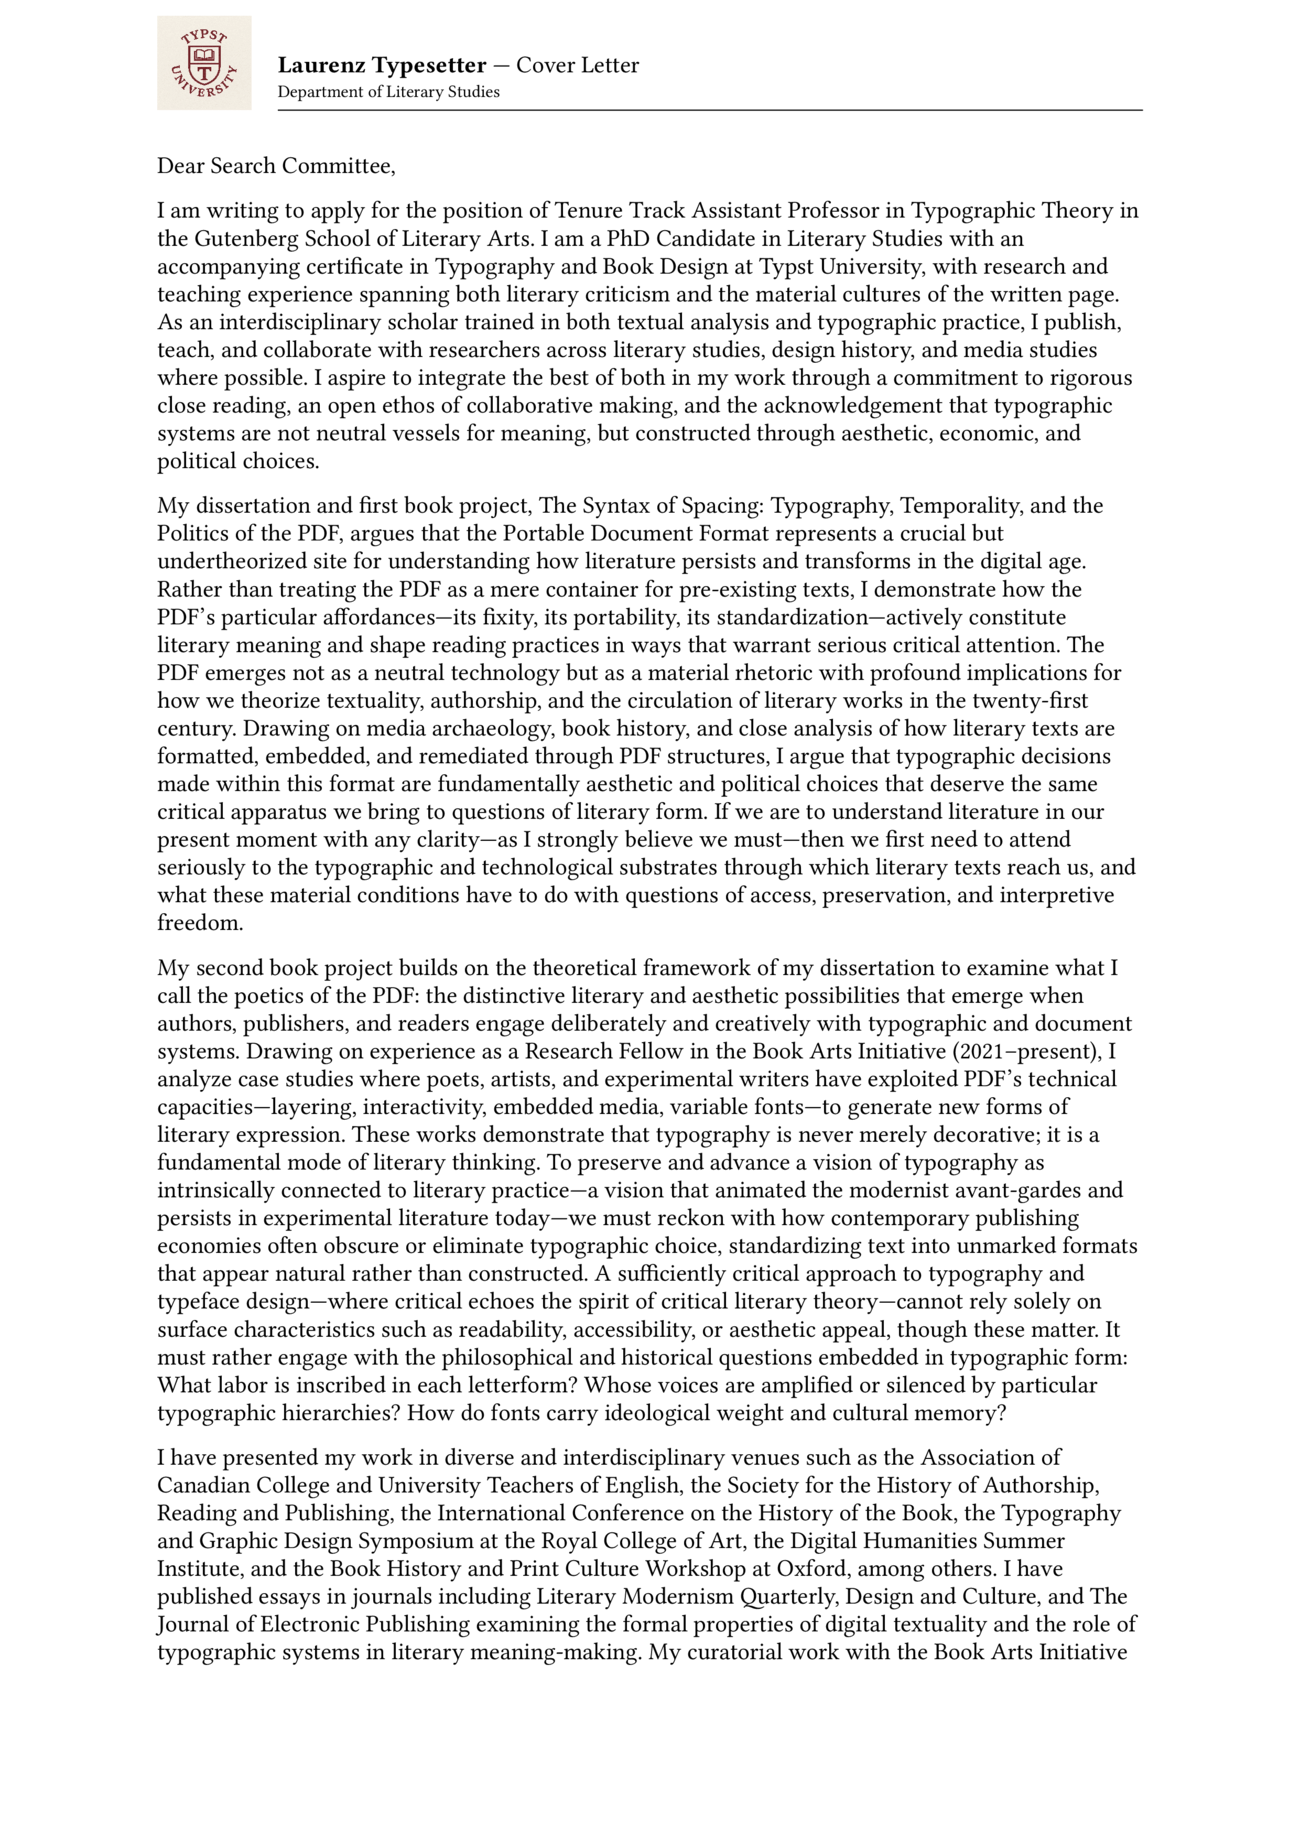 TYPST
T
UNIVERSITY
Laurenz Typesetter — Cover Letter
Department of Literary Studies
Dear Search Committee,
I am writing to apply for the position of Tenure Track Assistant Professor in Typographic Theory in
the Gutenberg School of Literary Arts. I am a PhD Candidate in Literary Studies with an
accompanying certificate in Typography and Book Design at Typst University, with research and
teaching experience spanning both literary criticism and the material cultures of the written page.
As an interdisciplinary scholar trained in both textual analysis and typographic practice, I publish,
teach, and collaborate with researchers across literary studies, design history, and media studies
where possible. I aspire to integrate the best of both in my work through a commitment to rigorous
close reading, an open ethos of collaborative making, and the acknowledgement that typographic
systems are not neutral vessels for meaning, but constructed through aesthetic, economic, and
political choices.
My dissertation and first book project, The Syntax of Spacing: Typography, Temporality, and the
Politics of the PDF, argues that the Portable Document Format represents a crucial but
undertheorized site for understanding how literature persists and transforms in the digital age.
Rather than treating the PDF as a mere container for pre-existing texts, I demonstrate how the
PDF’s particular affordances—its fixity, its portability, its standardization—actively constitute
literary meaning and shape reading practices in ways that warrant serious critical attention. The
PDF emerges not as a neutral technology but as a material rhetoric with profound implications for
how we theorize textuality, authorship, and the circulation of literary works in the twenty-first
century. Drawing on media archaeology, book history, and close analysis of how literary texts are
formatted, embedded, and remediated through PDF structures, I argue that typographic decisions
made within this format are fundamentally aesthetic and political choices that deserve the same
critical apparatus we bring to questions of literary form. If we are to understand literature in our
present moment with any clarity—as I strongly believe we must—then we first need to attend
seriously to the typographic and technological substrates through which literary texts reach us, and
what these material conditions have to do with questions of access, preservation, and interpretive
freedom.
My second book project builds on the theoretical framework of my dissertation to examine what I
call the poetics of the PDF: the distinctive literary and aesthetic possibilities that emerge when
authors, publishers, and readers engage deliberately and creatively with typographic and document
systems. Drawing on experience as a Research Fellow in the Book Arts Initiative (2021–present), I
analyze case studies where poets, artists, and experimental writers have exploited PDF’s technical
capacities—layering, interactivity, embedded media, variable fonts—to generate new forms of
literary expression. These works demonstrate that typography is never merely decorative; it is a
fundamental mode of literary thinking. To preserve and advance a vision of typography as
intrinsically connected to literary practice—a vision that animated the modernist avant-gardes and
persists in experimental literature today—we must reckon with how contemporary publishing
economies often obscure or eliminate typographic choice, standardizing text into unmarked formats
that appear natural rather than constructed. A sufficiently critical approach to typography and
typeface design—where critical echoes the spirit of critical literary theory—cannot rely solely on
surface characteristics such as readability, accessibility, or aesthetic appeal, though these matter. It
must rather engage with the philosophical and historical questions embedded in typographic form:
What labor is inscribed in each letterform? Whose voices are amplified or silenced by particular
typographic hierarchies? How do fonts carry ideological weight and cultural memory?
I have presented my work in diverse and interdisciplinary venues such as the Association of
Canadian College and University Teachers of English, the Society for the History of Authorship,
Reading and Publishing, the International Conference on the History of the Book, the Typography
and Graphic Design Symposium at the Royal College of Art, the Digital Humanities Summer
Institute, and the Book History and Print Culture Workshop at Oxford, among others. I have
published essays in journals including Literary Modernism Quarterly, Design and Culture, and The
Journal of Electronic Publishing examining the formal properties of digital textuality and the role of
typographic systems in literary meaning-making. My curatorial work with the Book Arts Initiative